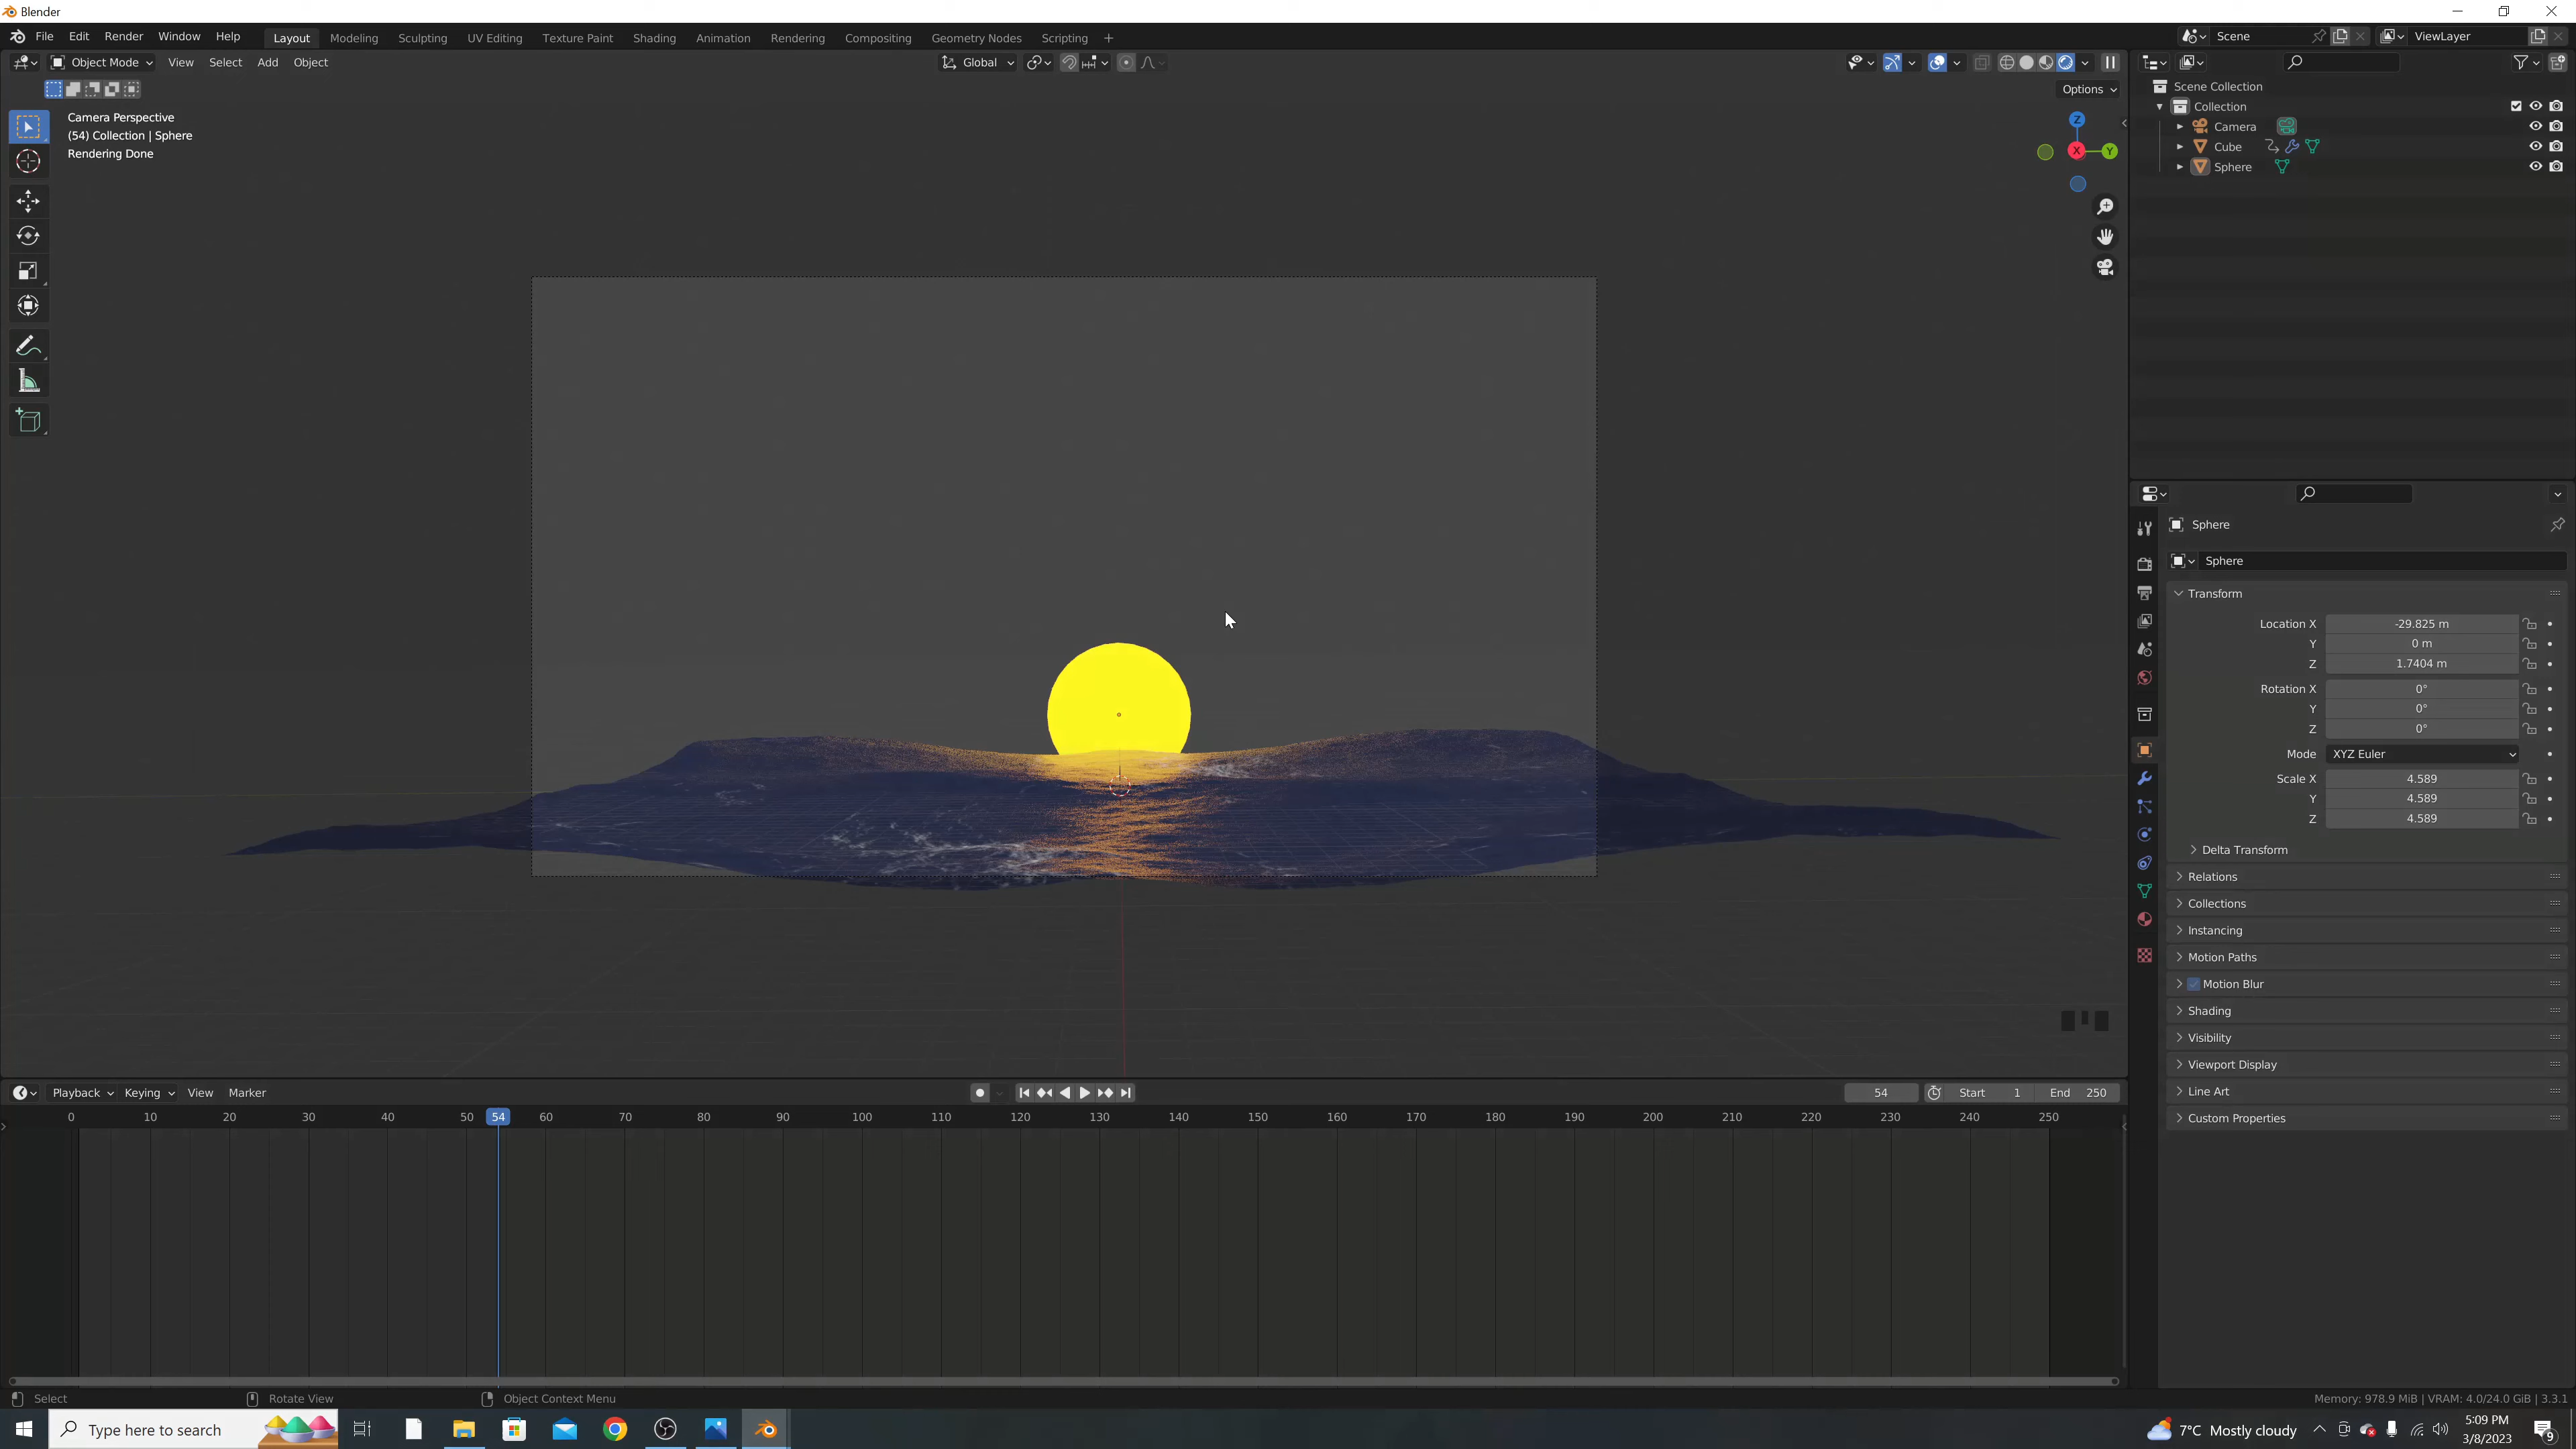 Blender
File Edit Render Window Help Layout Modeling Sculpting UV Editing Texture Paint Shading Animation Rendering Compositing Geometry Nodes Scripting + Scene ViewLayer
Object Mode View Select Add Object Global
Options
Camera Perspective
(54) Collection | Sphere
Rendering Done
Z
X
Y
Scene Collection
Collection
Camera
Cube
Sphere
Sphere
Sphere
Transform
Location X -29.825 m
Y 0 m
Z 1.7404 m
Rotation X 0°
Y 0°
Z 0°
Mode XYZ Euler
Scale X 4.589
Y 4.589
Z 4.589
Delta Transform
Relations
Collections
Instancing
Motion Paths
Motion Blur
Shading
Visibility
Viewport Display
Line Art
Custom Properties
Playback Keying View Marker 54 Start 1 End 250
0 10 20 30 40 50 54 60 70 80 90 100 110 120 130 140 150 160 170 180 190 200 210 220 230 240 250
Select Rotate View Object Context Menu Memory: 978.9 MiB | VRAM: 4.0/24.0 GiB | 3.3.1
Type here to search 7°C Mostly cloudy 5:09 PM
3/8/2023
9